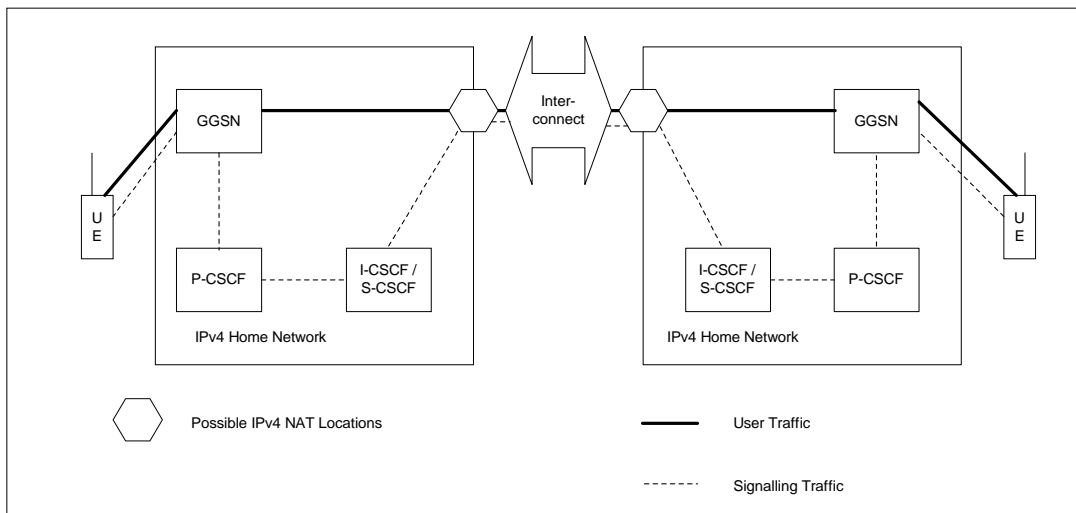 Inter-
connect
GGSN
GGSN
U
E
U
E
P-CSCF
I-CSCF /
S-CSCF
I-CSCF /
S-CSCF
P-CSCF
IPv4 Home Network
IPv4 Home Network
Possible IPv4 NAT Locations
User Traffic
Signalling Traffic